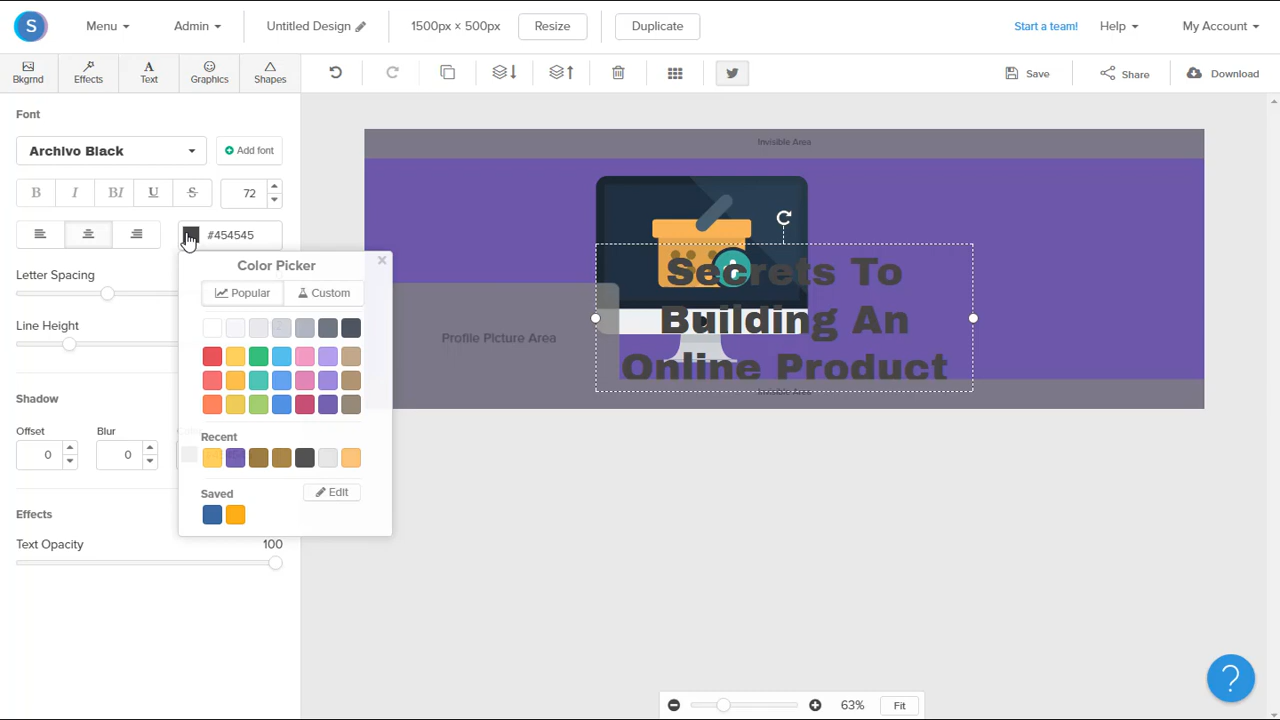 S
Menu
Admin
Untitled Design
1500px × 500px
Resize
Duplicate
Start a team!
Help
My Account
Bkgrnd
Effects
Text
Graphics
Shapes
Save
Share
Download
Font
Archivo Black
Add font
B
I
BI
U
S
72
#454545
Letter Spacing
Line Height
Shadow
Offset
Blur
0
0
Effects
Text Opacity
100
Color Picker
Popular
Custom
Recent
Saved
Edit
Invisible Area
Secrets To
Building An
Online Product
Profile Picture Area
Invisible Area
63%
Fit
?